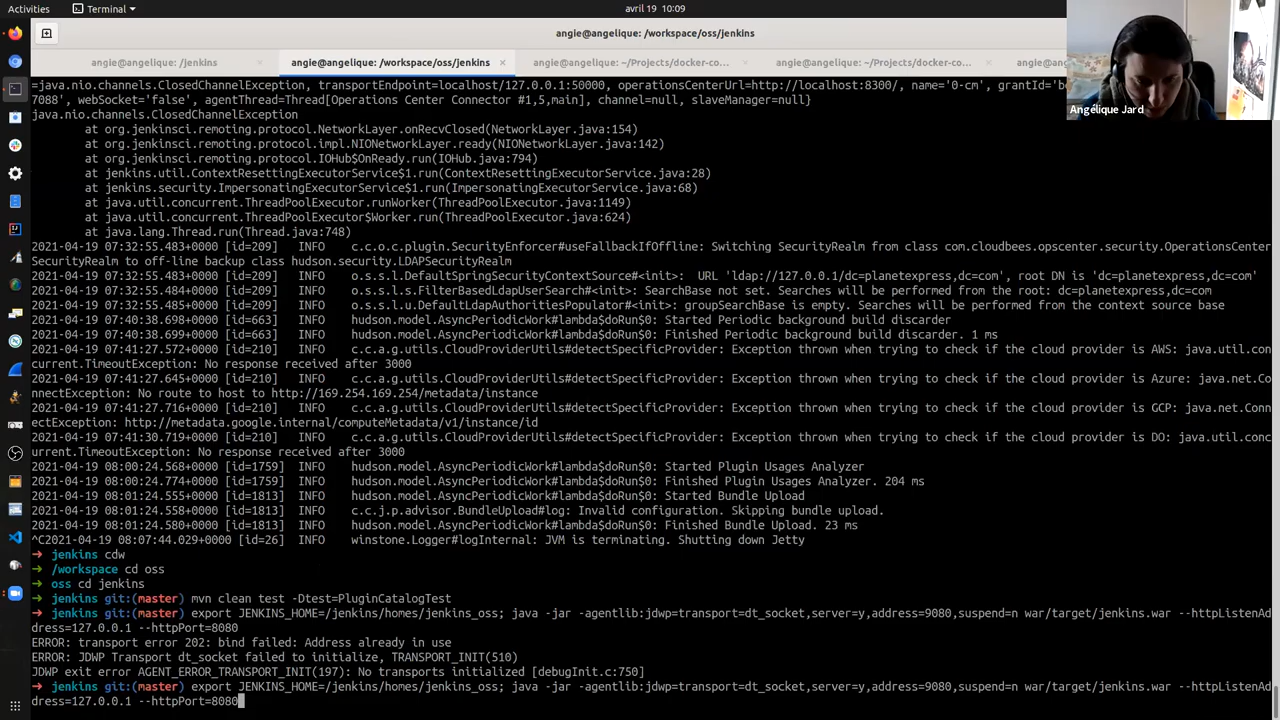 Activities
Terminal
avril 19 10:09
angie@angelique: /workspace/oss/jenkins
angie@angelique: /jenkins
angie@angelique: /workspace/oss/jenkins
angie@angelique: ~/Projects/docker-co...
angie@angelique: ~/Projects/docker-co...
Angélique Jard
=java.nio.channels.ClosedChannelException, transportEndpoint=localhost/127.0.0.1:50000, operationsCenterUrl=http://localhost:8300/, name='0-cm', grantId='b
7088', webSocket='false', agentThread=Thread[Operations Center Connector #1,5,main], channel=null, slaveManager=null}
java.nio.channels.ClosedChannelException
at org.jenkinsci.remoting.protocol.NetworkLayer.onRecvClosed(NetworkLayer.java:154)
at org.jenkinsci.remoting.protocol.impl.NIONetworkLayer.ready(NIONetworkLayer.java:142)
at org.jenkinsci.remoting.protocol.IOHub$OnReady.run(IOHub.java:794)
at jenkins.util.ContextResettingExecutorService$1.run(ContextResettingExecutorService.java:28)
at jenkins.security.ImpersonatingExecutorService$1.run(ImpersonatingExecutorService.java:68)
at java.util.concurrent.ThreadPoolExecutor.runWorker(ThreadPoolExecutor.java:1149)
at java.util.concurrent.ThreadPoolExecutor$Worker.run(ThreadPoolExecutor.java:624)
at java.lang.Thread.run(Thread.java:748)
2021-04-19 07:32:55.483+0000 [id=209] INFO c.c.o.c.plugin.SecurityEnforcer#useFallbackIfOffline: Switching SecurityRealm from class com.cloudbees.opscenter.security.OperationsCenter
SecurityRealm to off-line backup class hudson.security.LDAPSecurityRealm
2021-04-19 07:32:55.483+0000 [id=209] INFO o.s.s.l.DefaultSpringSecurityContextSource#<init>: URL 'ldap://127.0.0.1/dc=planetexpress,dc=com', root DN is 'dc=planetexpress,dc=com'
2021-04-19 07:32:55.484+0000 [id=209] INFO o.s.s.l.s.FilterBasedLdapUserSearch#<init>: SearchBase not set. Searches will be performed from the root: dc=planetexpress,dc=com
2021-04-19 07:32:55.485+0000 [id=209] INFO o.s.s.l.u.DefaultLdapAuthoritiesPopulator#<init>: groupSearchBase is empty. Searches will be performed from the context source base
2021-04-19 07:40:38.698+0000 [id=663] INFO hudson.model.AsyncPeriodicWork#lambda$doRun$0: Started Periodic background build discarder
2021-04-19 07:40:38.699+0000 [id=663] INFO hudson.model.AsyncPeriodicWork#lambda$doRun$0: Finished Periodic background build discarder. 1 ms
2021-04-19 07:41:27.572+0000 [id=210] INFO c.c.a.g.utils.CloudProviderUtils#detectSpecificProvider: Exception thrown when trying to check if the cloud provider is AWS: java.util.con
current.TimeoutException: No response received after 3000
2021-04-19 07:41:27.645+0000 [id=210] INFO c.c.a.g.utils.CloudProviderUtils#detectSpecificProvider: Exception thrown when trying to check if the cloud provider is Azure: java.net.Co
nnectException: No route to host to http://169.254.169.254/metadata/instance
2021-04-19 07:41:27.716+0000 [id=210] INFO c.c.a.g.utils.CloudProviderUtils#detectSpecificProvider: Exception thrown when trying to check if the cloud provider is GCP: java.net.Conn
ectException: http://metadata.google.internal/computeMetadata/v1/instance/id
2021-04-19 07:41:30.719+0000 [id=210] INFO c.c.a.g.utils.CloudProviderUtils#detectSpecificProvider: Exception thrown when trying to check if the cloud provider is DO: java.util.conc
urrent.TimeoutException: No response received after 3000
2021-04-19 08:00:24.568+0000 [id=1759] INFO hudson.model.AsyncPeriodicWork#lambda$doRun$0: Started Plugin Usages Analyzer
2021-04-19 08:00:24.774+0000 [id=1759] INFO hudson.model.AsyncPeriodicWork#lambda$doRun$0: Finished Plugin Usages Analyzer. 204 ms
2021-04-19 08:01:24.555+0000 [id=1813] INFO hudson.model.AsyncPeriodicWork#lambda$doRun$0: Started Bundle Upload
2021-04-19 08:01:24.558+0000 [id=1813] INFO c.c.j.p.advisor.BundleUpload#log: Invalid configuration. Skipping bundle upload.
2021-04-19 08:01:24.580+0000 [id=1813] INFO hudson.model.AsyncPeriodicWork#lambda$doRun$0: Finished Bundle Upload. 23 ms
^C2021-04-19 08:07:44.029+0000 [id=26] INFO winstone.Logger#logInternal: JVM is terminating. Shutting down Jetty
➜ jenkins cdw
➜ /workspace cd oss
➜ oss cd jenkins
➜ jenkins git:(master) mvn clean test -Dtest=PluginCatalogTest
➜ jenkins git:(master) export JENKINS_HOME=/jenkins/homes/jenkins_oss; java -jar -agentlib:jdwp=transport=dt_socket,server=y,address=9080,suspend=n war/target/jenkins.war --httpListenAd
dress=127.0.0.1 --httpPort=8080
ERROR: transport error 202: bind failed: Address already in use
ERROR: JDWP Transport dt_socket failed to initialize, TRANSPORT_INIT(510)
JDWP exit error AGENT_ERROR_TRANSPORT_INIT(197): No transports initialized [debugInit.c:750]
➜ jenkins git:(master) export JENKINS_HOME=/jenkins/homes/jenkins_oss; java -jar -agentlib:jdwp=transport=dt_socket,server=y,address=9080,suspend=n war/target/jenkins.war --httpListenAd
dress=127.0.0.1 --httpPort=8080